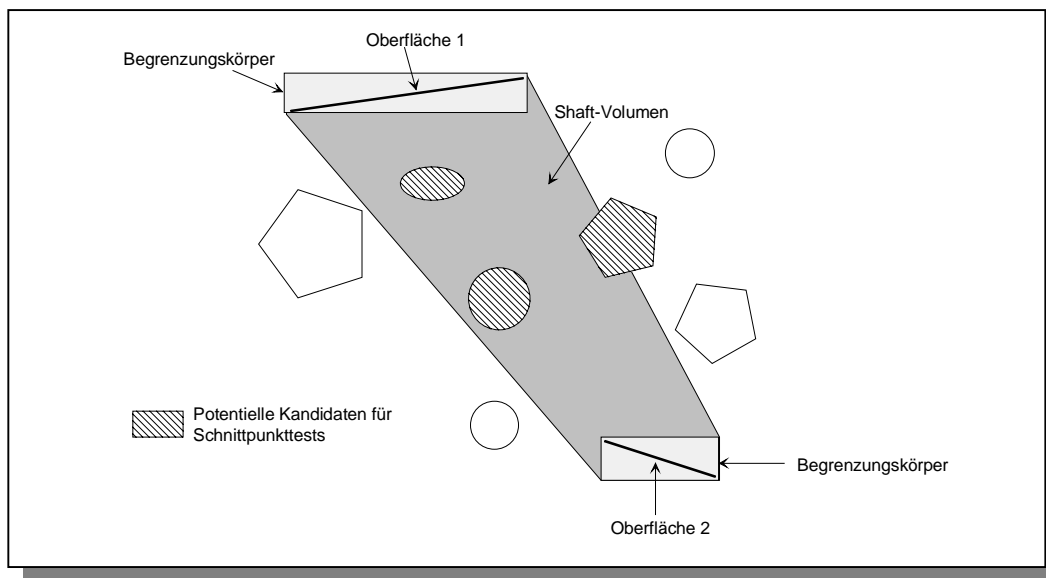 Oberfläche 1
Begrenzungskörper
Shaft-Volumen
Potentielle Kandidaten für
Schnittpunkttests
Begrenzungskörper
Oberfläche 2